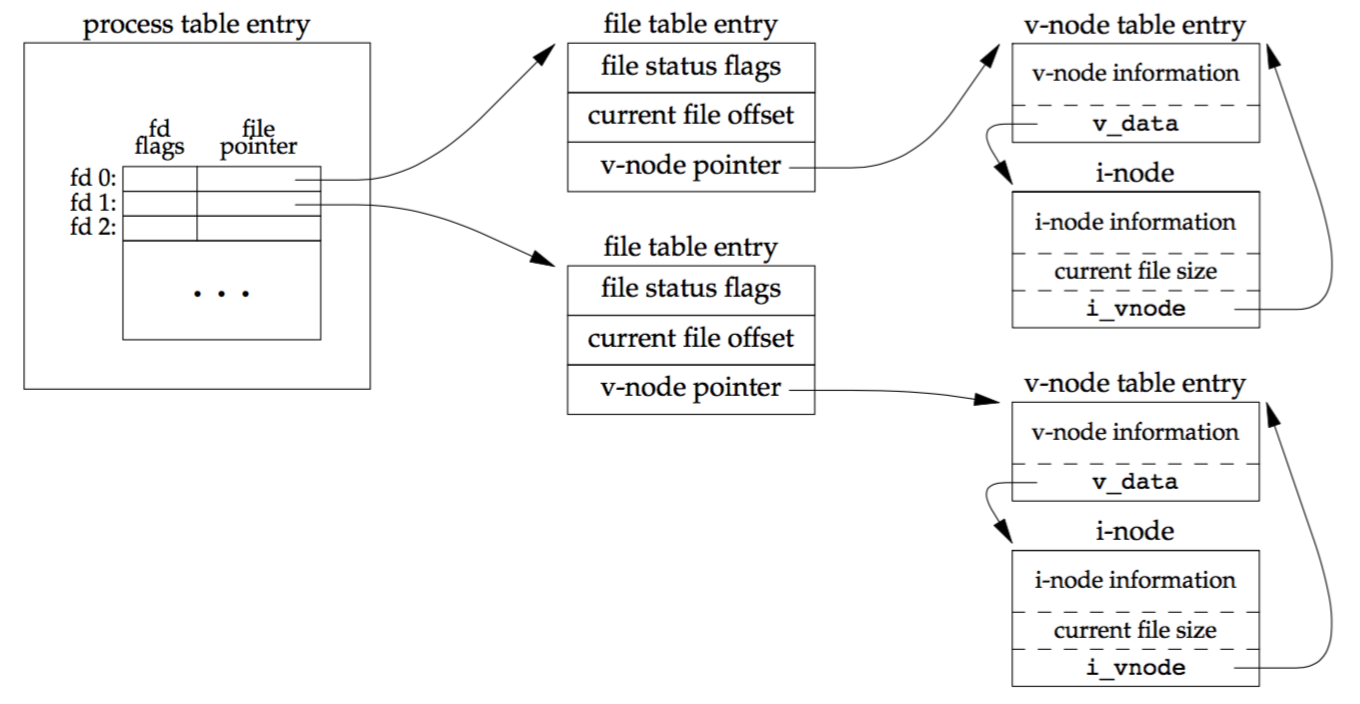 process table entry
fd flags
file pointer
fd 0:
fd 1:
fd 2:
. . .
file table entry
file status flags
current file offset
v-node pointer
file table entry
file status flags
current file offset
v-node pointer
v-node table entry
v-node information
v_data
i-node
i-node information
current file size
i_vnode
v-node table entry
v-node information
v_data
i-node
i-node information
current file size
i_vnode